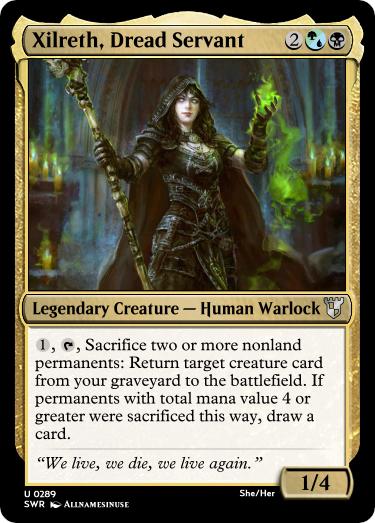 Xilreth, Dread Servant 2
Legendary Creature — Human Warlock
1, , Sacrifice two or more nonland
permanents: Return target creature card
from your graveyard to the battlefield. If
permanents with total mana value 4 or
greater were sacrificed this way, draw a
card.
“We live, we die, we live again.”
1/4
U 0289 She/Her
SWR Allnamesinuse